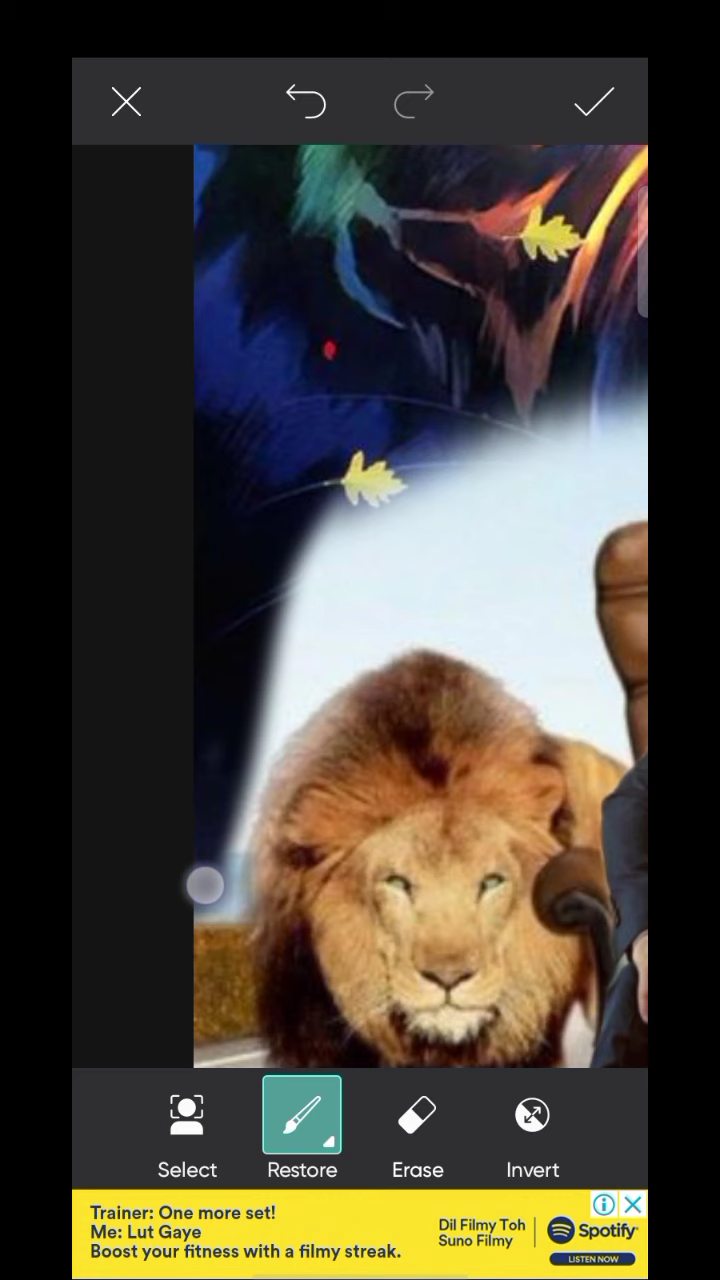 Select
Restore
Erase
Invert
Trainer: One more set!
Me: Lut Gaye
Boost your fitness with a filmy streak.
Dil Filmy Toh
Suno Filmy
Spotify
LISTEN NOW